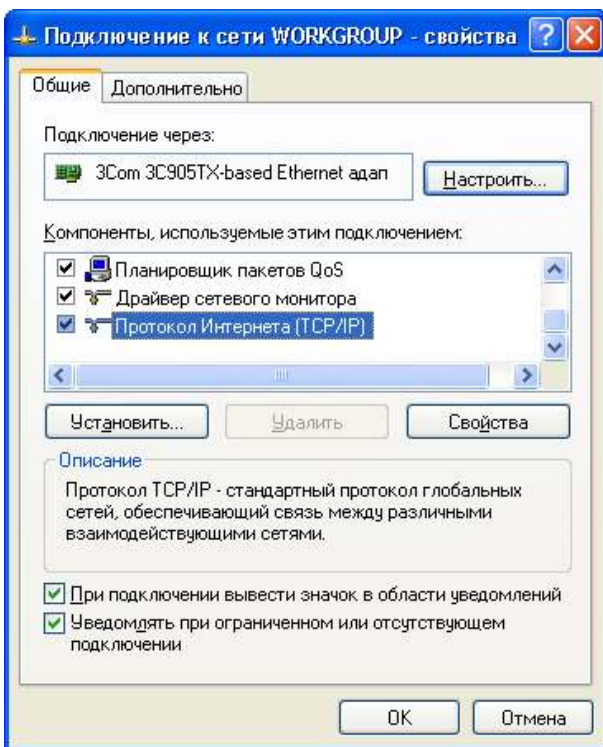 Подключение к сети WORKGROUP - свойства
Общие
Дополнительно
Подключение через:
3Com 3C905TX-based Ethernet адап
Настроить...
Компоненты, используемые этим подключением:
Планировщик пакетов QoS
Драйвер сетевого монитора
Протокол Интернета (TCP/IP)
Установить...
Удалить
Свойства
Описание
Протокол TCP/IP - стандартный протокол глобальных
сетей, обеспечивающий связь между различными
взаимодействующими сетями.
При подключении вывести значок в области уведомлений
Уведомлять при ограниченном или отсутствующем
подключении
OK
Отмена